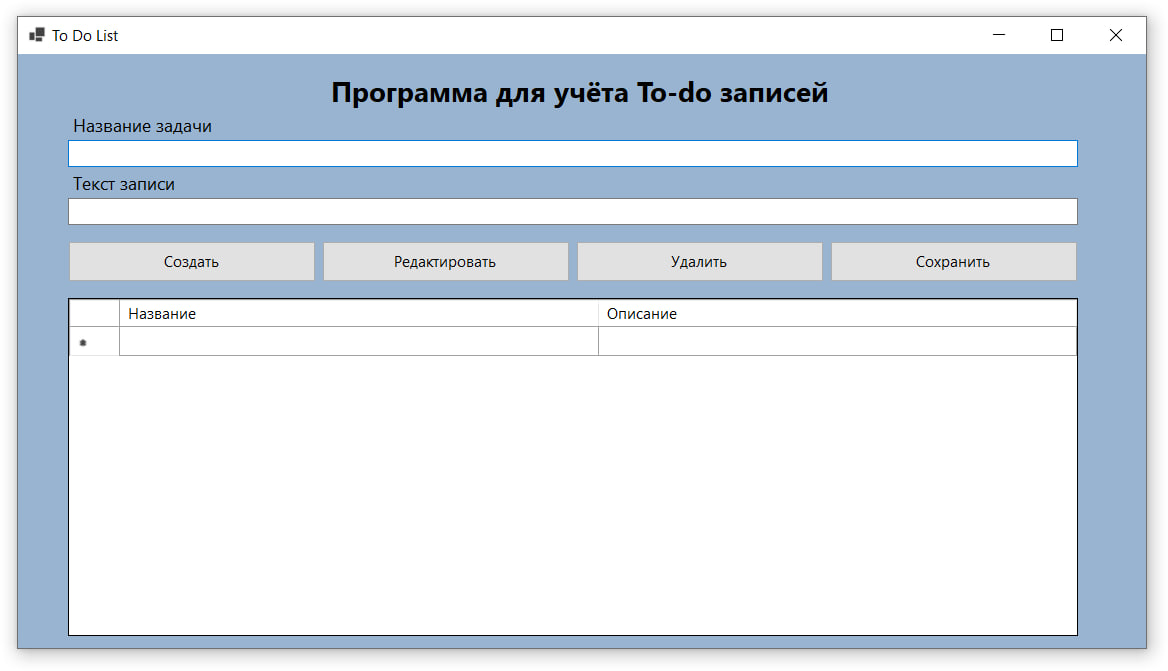 To Do List
Программа для учёта To-do записей
Название задачи
Текст записи
Создать Редактировать Удалить Сохранить
Название Описание